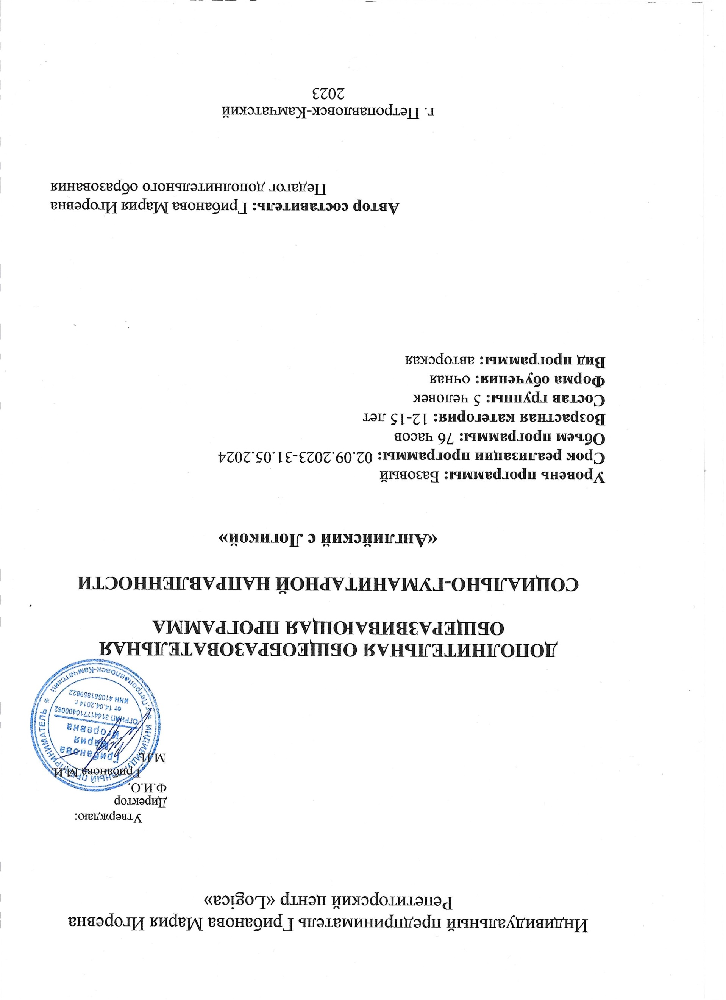 Индивидуальный предприниматель Грибанова Мария Игоревна
Репетиторский центр «Logica»
Утверждаю:
Директор
Ф.И.О.
Грибанова М.И.
М.П.
ИНДИВИДУАЛЬНЫЙ ПРЕДПРИНИМАТЕЛЬ * г.Петропавловск-Камчатский *
Грибанова
Мария
Игоревна
ОГРНИП 314417710400062
от 14.04.2014 г.
ИНН 410551859822
ДОПОЛНИТЕЛЬНАЯ ОБЩЕОБРАЗОВАТЕЛЬНАЯ
ОБЩЕРАЗВИВАЮЩАЯ ПРОГРАММА
СОЦИАЛЬНО-ГУМАНИТАРНОЙ НАПРАВЛЕННОСТИ
«Английский с Логикой»
Уровень программы: Базовый
Срок реализации программы: 02.09.2023-31.05.2024
Объем программы: 76 часов
Возрастная категория: 12-15 лет
Состав группы: 5 человек
Форма обучения: очная
Вид программы: авторская
Автор составитель: Грибанова Мария Игоревна
Педагог дополнительного образования
г. Петропавловск-Камчатский
2023